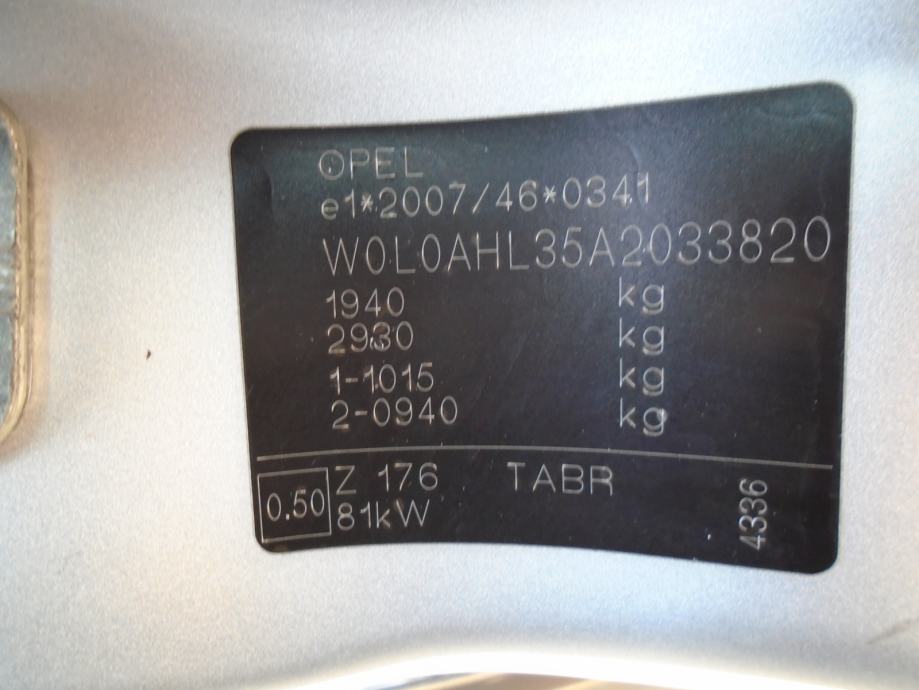 OPEL
e1*2007/46*0341
W0L0AHL35A2033820
1940 kg
2930 kg
1-1015 kg
2-0940 kg
0.50 Z 176 TABR
81kW
4336